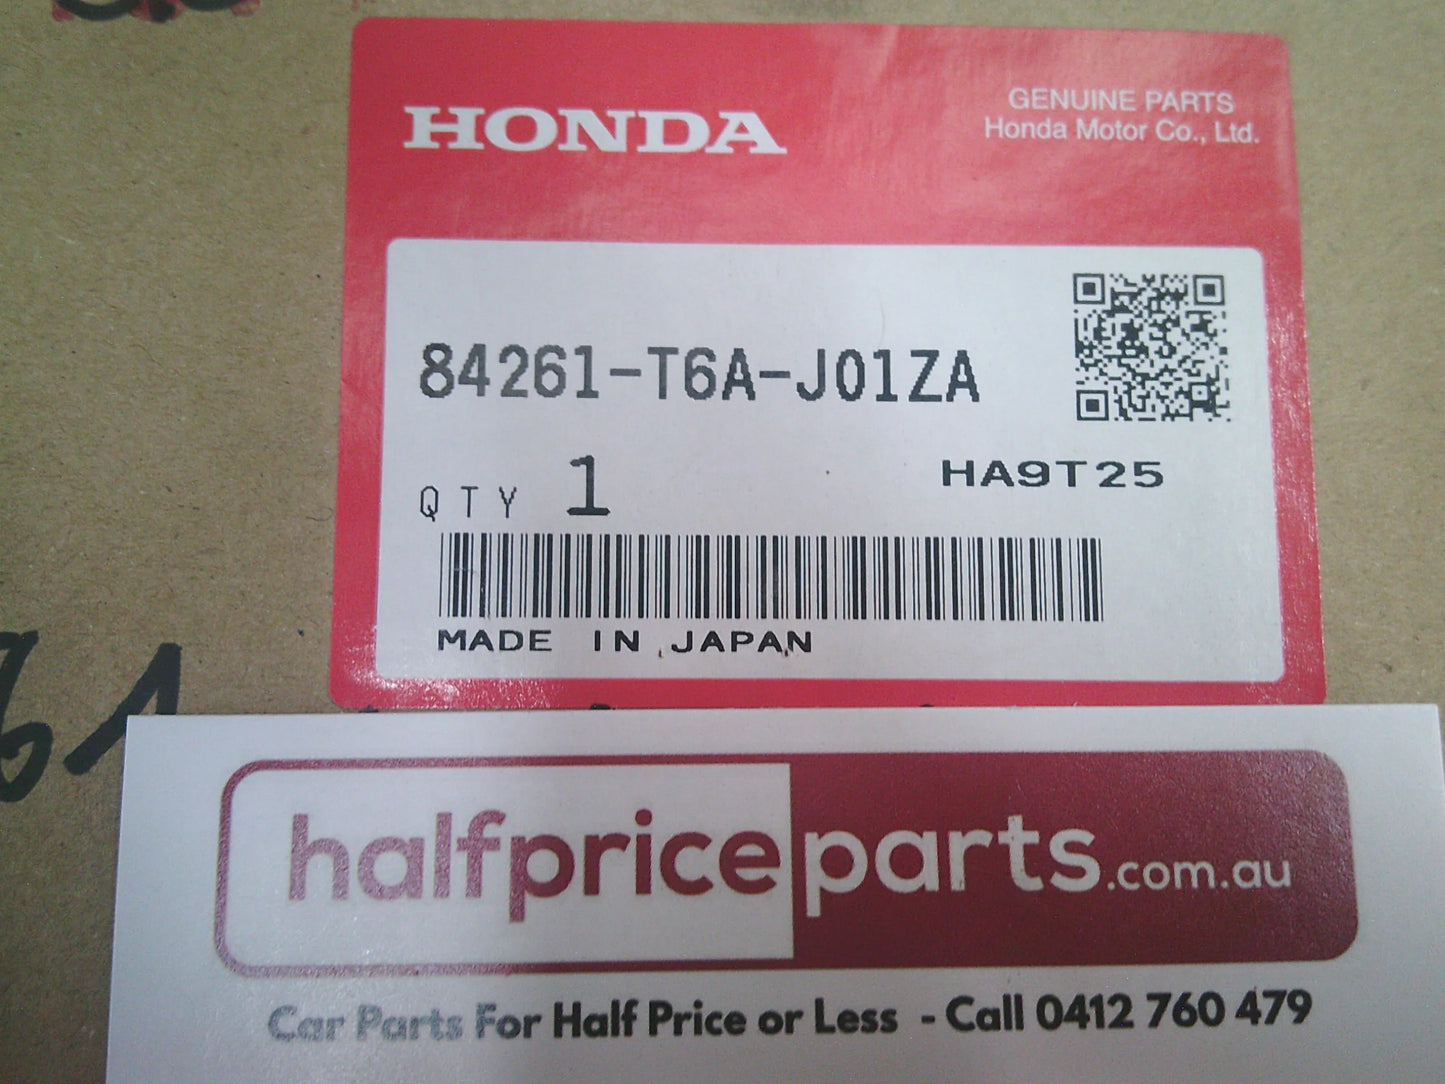 HONDA
GENUINE PARTS
Honda Motor Co., Ltd.
84261-T6A-J01ZA
QTY 1
HA9T25
MADE IN JAPAN
61
halfpriceparts.com.au
Car Parts For Half Price or Less - Call 0412 760 479